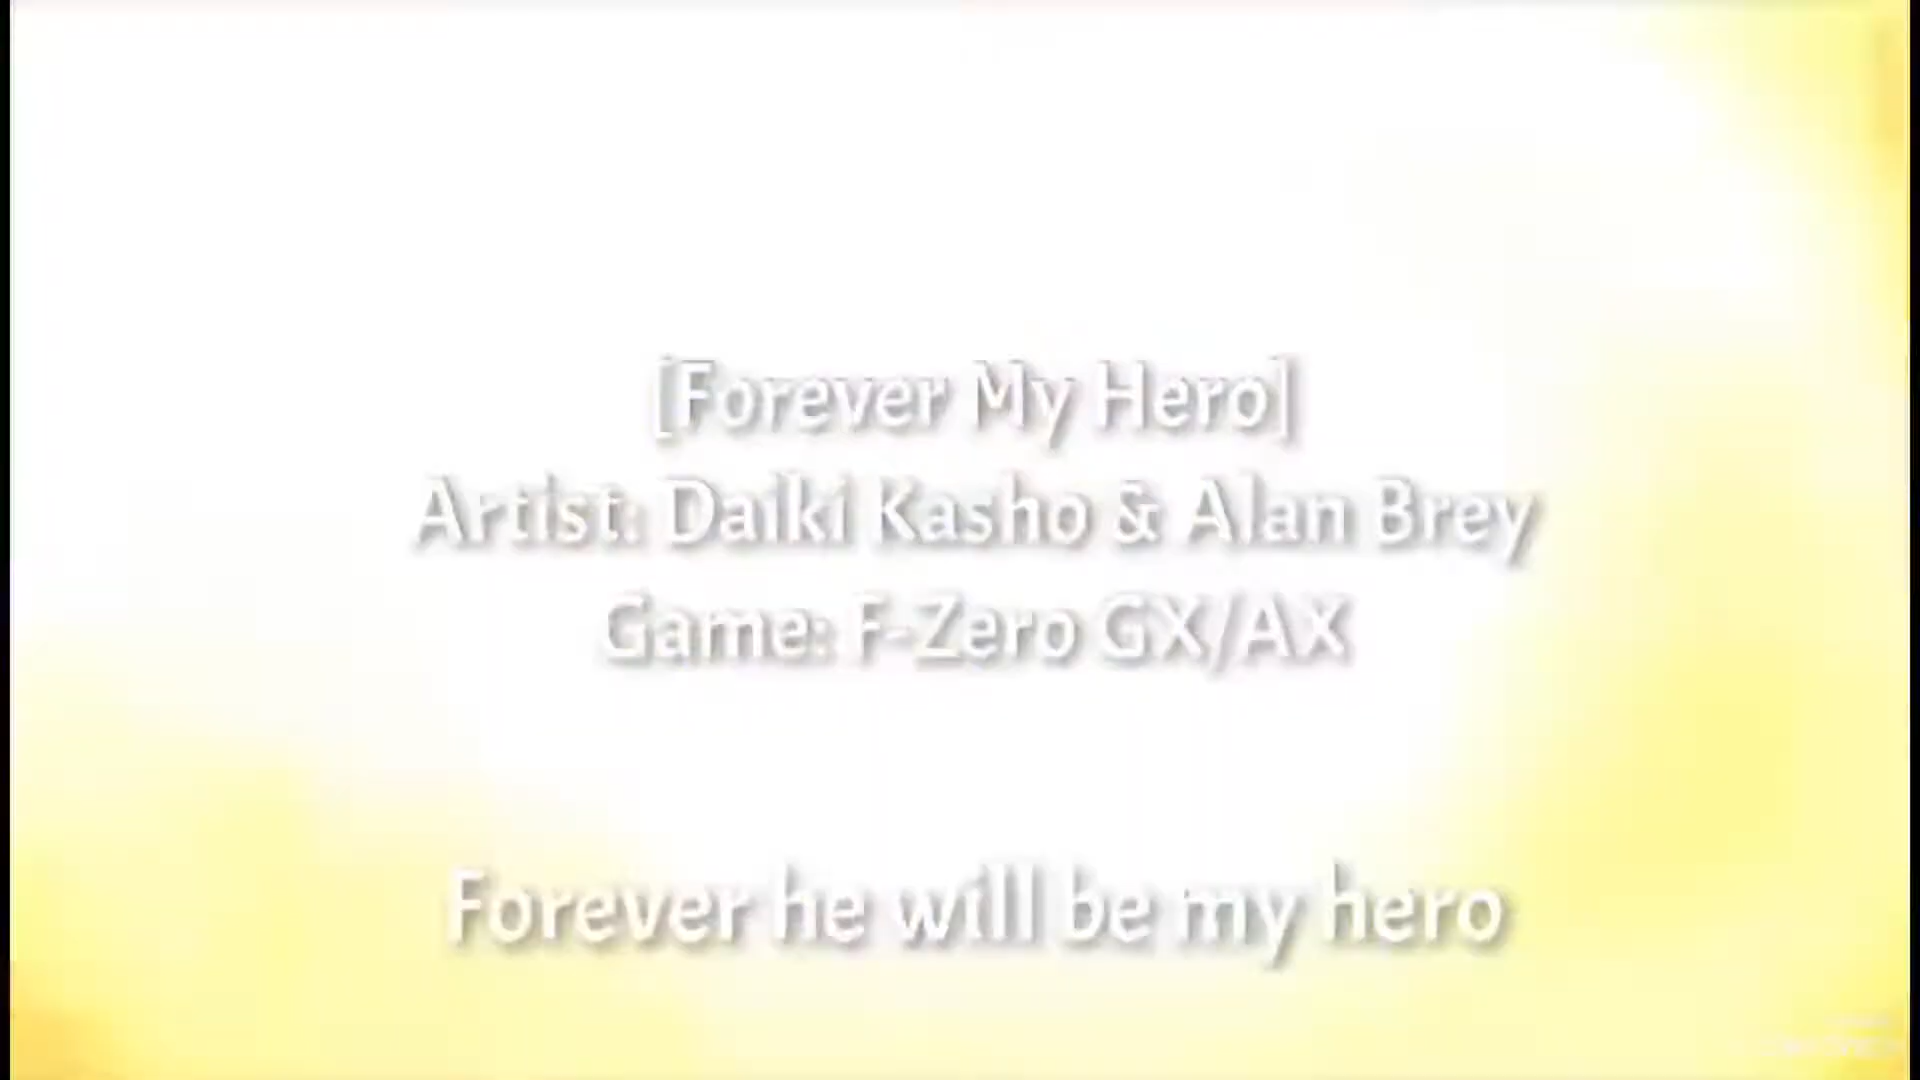 [Forever My Hero]
Artist: Daiki Kasho & Alan Brey
Game: F-Zero GX/AX
Forever he will be my hero